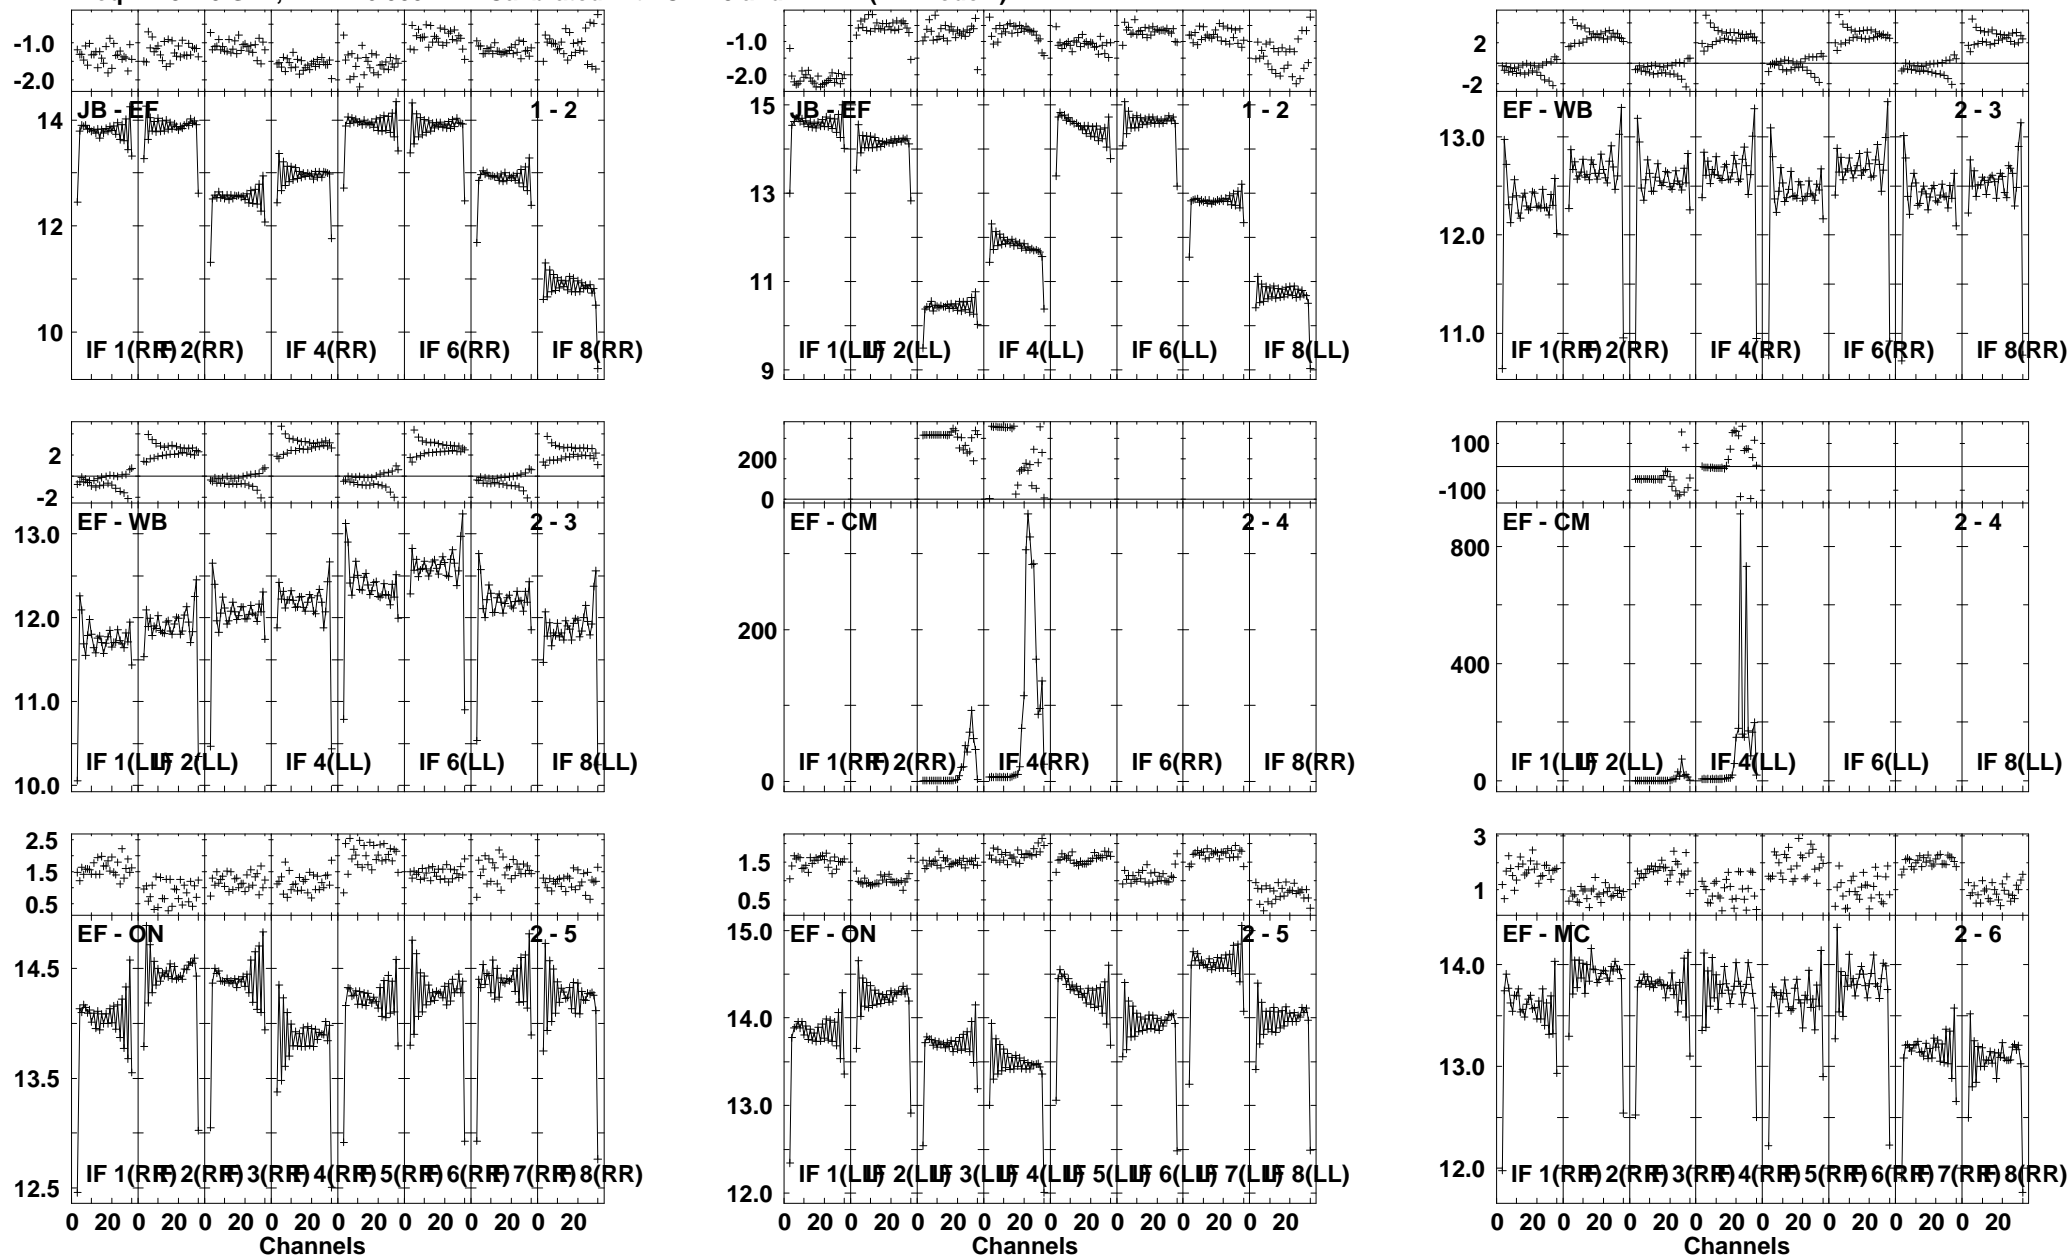 -1.0
-2.0
JB - EF 1 - 2
14
12
10
IF 1(RR) IF 2(RR) IF 4(RR) IF 6(RR) IF 8(RR)
-1.0
-2.0
JB - EF 1 - 2
15
14
13
11
9
IF 1(LL) IF 2(LL) IF 4(LL) IF 6(LL) IF 8(LL)
2
-2
EF - WB 2 - 3
13.0
12.0
11.0
IF 1(RR) IF 2(RR) IF 4(RR) IF 6(RR) IF 8(RR)
2
-2
EF - WB 2 - 3
13.0
12.0
11.0
10.0
IF 1(LL) IF 2(LL) IF 4(LL) IF 6(LL) IF 8(LL)
200
0
EF - CM 2 - 4
200
0
IF 1(RR) IF 2(RR) IF 4(RR) IF 6(RR) IF 8(RR)
100
-100
EF - CM 2 - 4
800
400
0
IF 1(LL) IF 2(LL) IF 4(LL) IF 6(LL) IF 8(LL)
2.5
1.5
0.5
EF - ON 2 - 5
14.5
13.5
12.5
IF 1(RR) IF 2(RR) IF 3(RR) IF 4(RR) IF 5(RR) IF 6(RR) IF 7(RR) IF 8(RR)
0 20 0 20 0 20 0 20 0 20 0 20 0 20 0 20
Channels
1.5
0.5
EF - ON 2 - 5
15.0
14.0
13.0
12.0
IF 1(LL) IF 2(LL) IF 3(LL) IF 4(LL) IF 5(LL) IF 6(LL) IF 7(LL) IF 8(LL)
0 20 0 20 0 20 0 20 0 20 0 20 0 20 0 20
Channels
3
1
EF - MC 2 - 6
14.0
13.0
12.0
IF 1(RR) IF 2(RR) IF 3(RR) IF 4(RR) IF 5(RR) IF 6(RR) IF 7(RR) IF 8(RR)
0 20 0 20 0 20 0 20 0 20 0 20 0 20 0 20
Channels